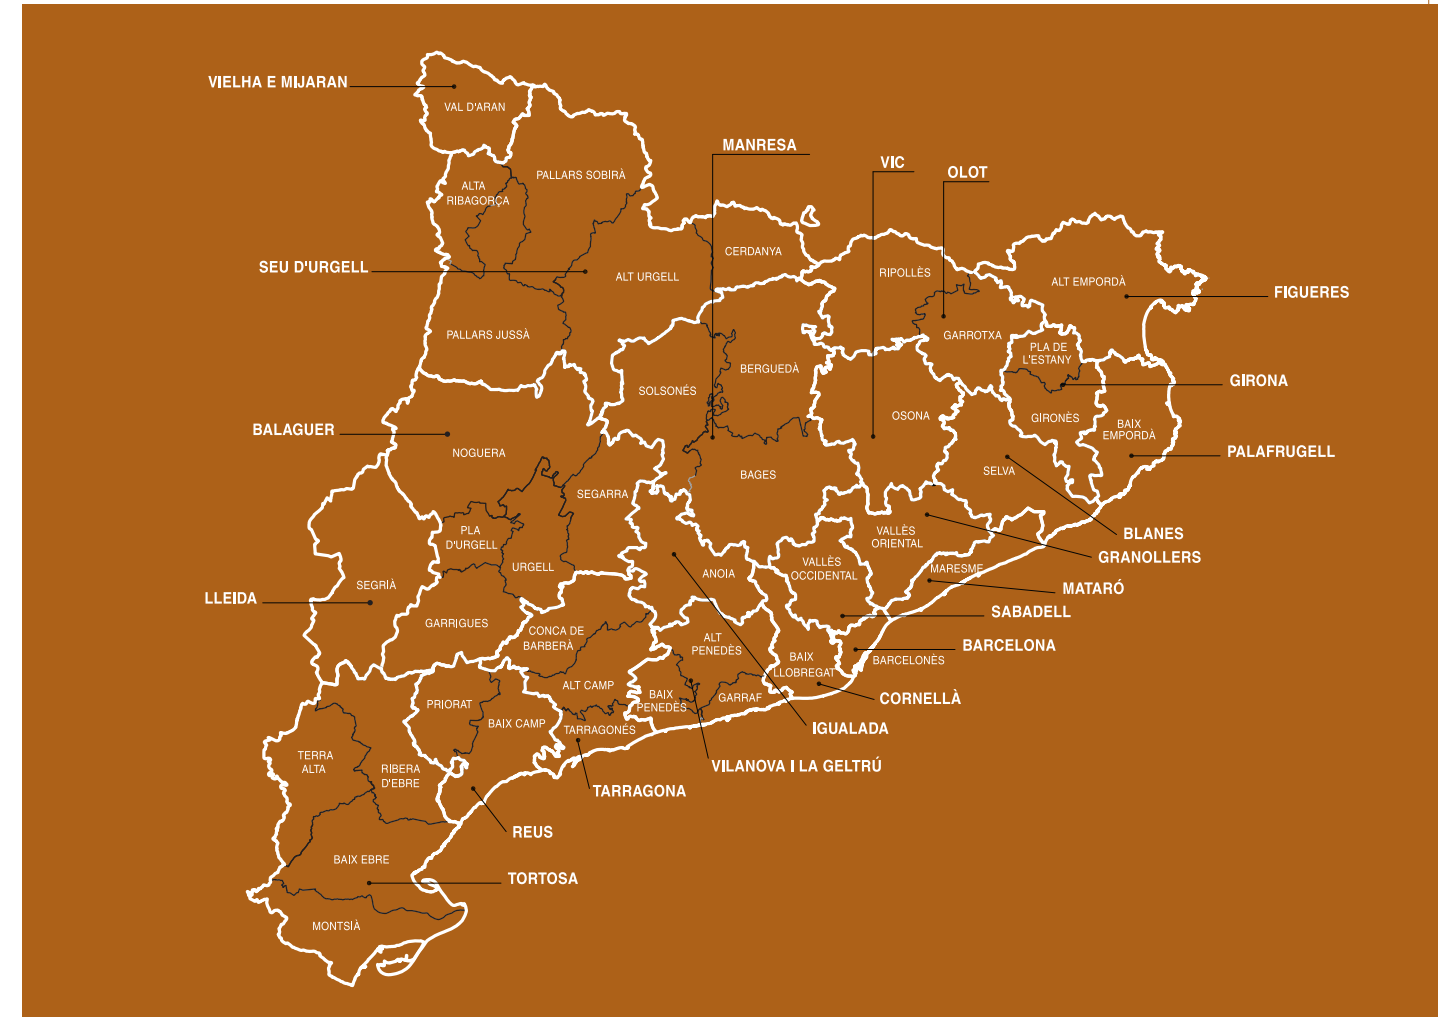 VIELHA E MIJARAN
VAL D'ARAN
MANRESA
VIC
OLOT
PALLARS SOBIRÀ
ALTA
RIBAGORÇA
SEU D'URGELL
ALT URGELL
CERDANYA
RIPOLLÈS
ALT EMPORDÀ
FIGUERES
PALLARS JUSSÀ
GARROTXA
PLA DE
L'ESTANY
BERGUEDÀ
SOLSONÉS
GIRONA
OSONA
GIRONÈS
BAIX
EMPORDÀ
BALAGUER
NOGUERA
PALAFRUGELL
BAGES
SELVA
SEGARRA
PLA
D'URGELL
VALLÈS
ORIENTAL
BLANES
GRANOLLERS
URGELL
ANOIA
VALLÈS
OCCIDENTAL
MARESME
MATARÓ
SEGRIÀ
LLEIDA
SABADELL
GARRIGUES
CONCA DE
BARBERÀ
ALT
PENEDÈS
BAIX
LLOBREGAT
BARCELONÈS
BARCELONA
ALT CAMP
BAIX
PENEDÈS
GARRAF
CORNELLÀ
PRIORAT
BAIX CAMP
TARRAGONÉS
IGUALADA
TERRA
ALTA
RIBERA
D'EBRE
VILANOVA I LA GELTRÚ
TARRAGONA
REUS
BAIX EBRE
TORTOSA
MONTSIÀ